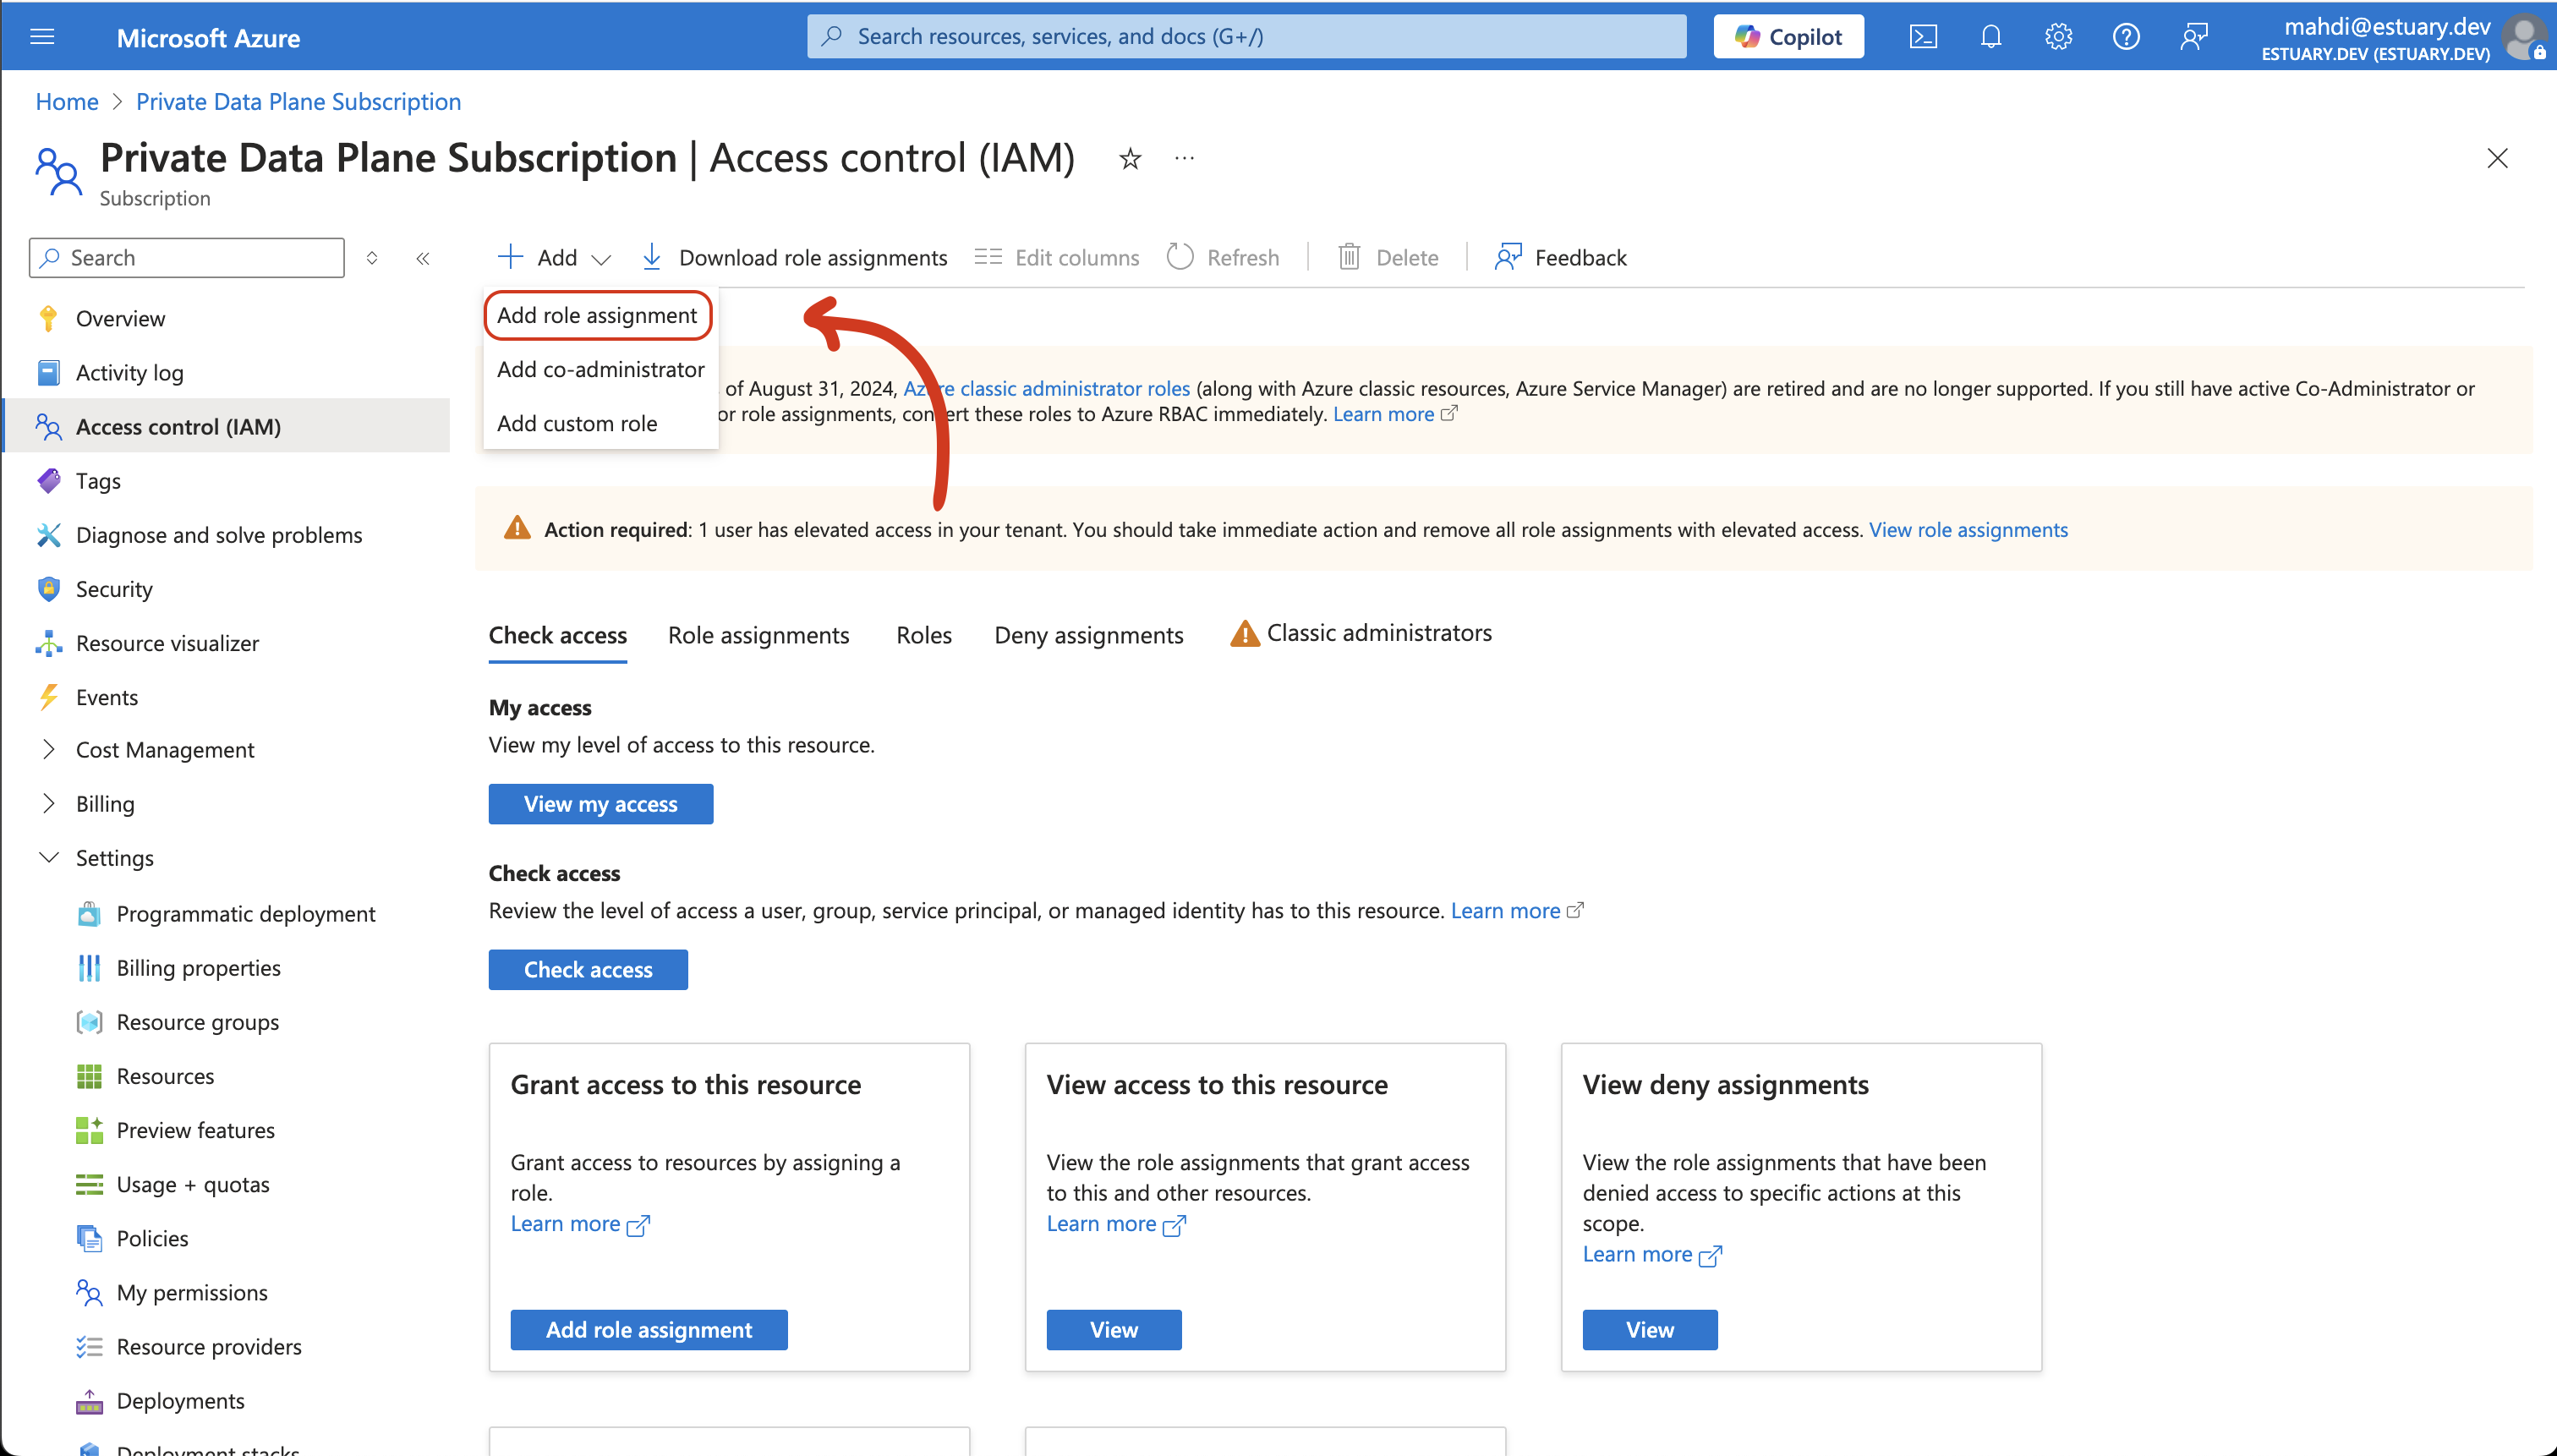 Microsoft Azure
Search resources, services, and docs (G+/)
Copilot
mahdi@estuary.dev
ESTUARY.DEV (ESTUARY.DEV)
Home > Private Data Plane Subscription
Private Data Plane Subscription | Access control (IAM)
Subscription
Search
Add
Download role assignments
Edit columns
Refresh
Delete
Feedback
Add role assignment
Add co-administrator
Add custom role
Overview
Activity log
Access control (IAM)
Tags
Diagnose and solve problems
Security
Resource visualizer
Events
Cost Management
Billing
Settings
Programmatic deployment
Billing properties
Resource groups
Resources
Preview features
Usage + quotas
Policies
My permissions
Resource providers
Deployments
Deployment stacks
of August 31, 2024, Azure classic administrator roles (along with Azure classic resources, Azure Service Manager) are retired and are no longer supported. If you still have active Co-Administrator or
or role assignments, convert these roles to Azure RBAC immediately. Learn more
Action required: 1 user has elevated access in your tenant. You should take immediate action and remove all role assignments with elevated access. View role assignments
Check access
Role assignments
Roles
Deny assignments
Classic administrators
My access
View my level of access to this resource.
View my access
Check access
Review the level of access a user, group, service principal, or managed identity has to this resource. Learn more
Check access
Grant access to this resource
Grant access to resources by assigning a
role.
Learn more
Add role assignment
View access to this resource
View the role assignments that grant access
to this and other resources.
Learn more
View
View deny assignments
View the role assignments that have been
denied access to specific actions at this
scope.
Learn more
View